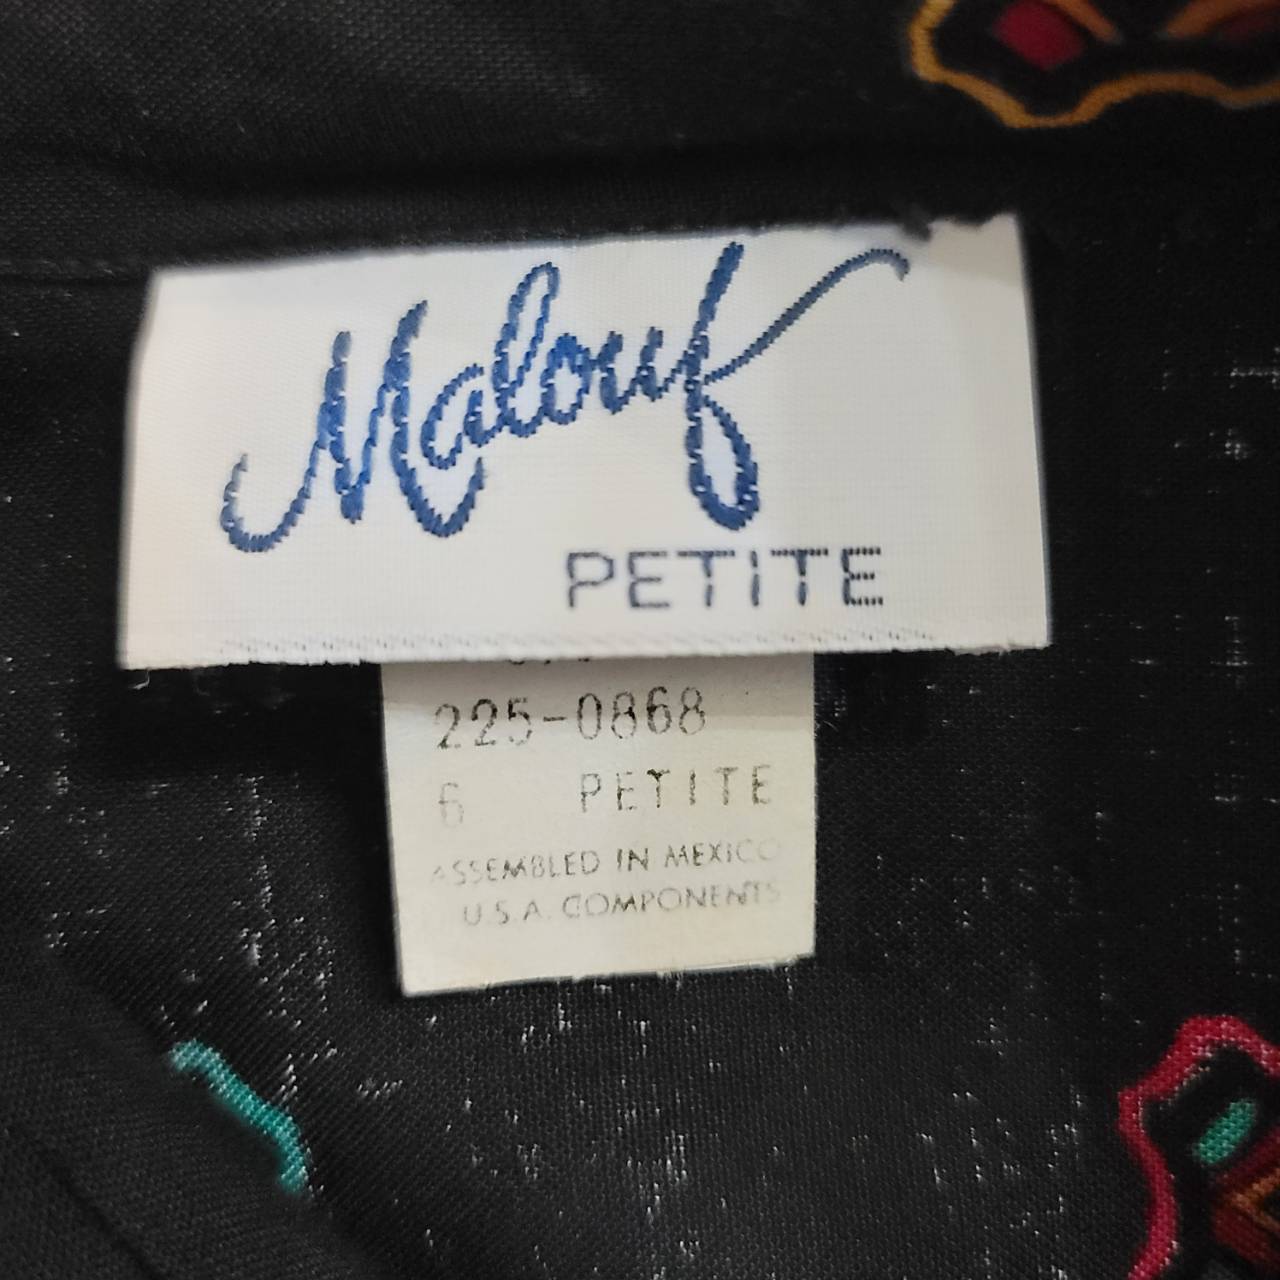 Malouf
PETITE
225-0868
6 PETITE
ASSEMBLED IN MEXICO
U.S.A. COMPONENTS